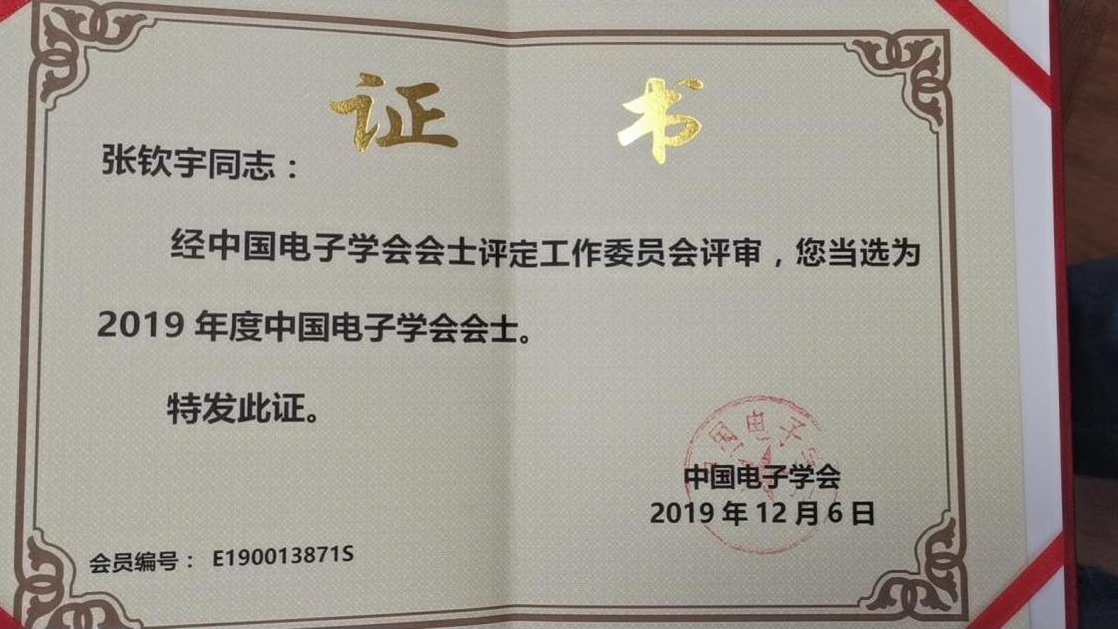 证书
张钦宇同志：
经中国电子学会会士评定工作委员会评审，您当选为
2019 年度中国电子学会会士。
特发此证。
国电子
中国电子学会
2019 年 12 月 6 日
会员编号： E190013871S